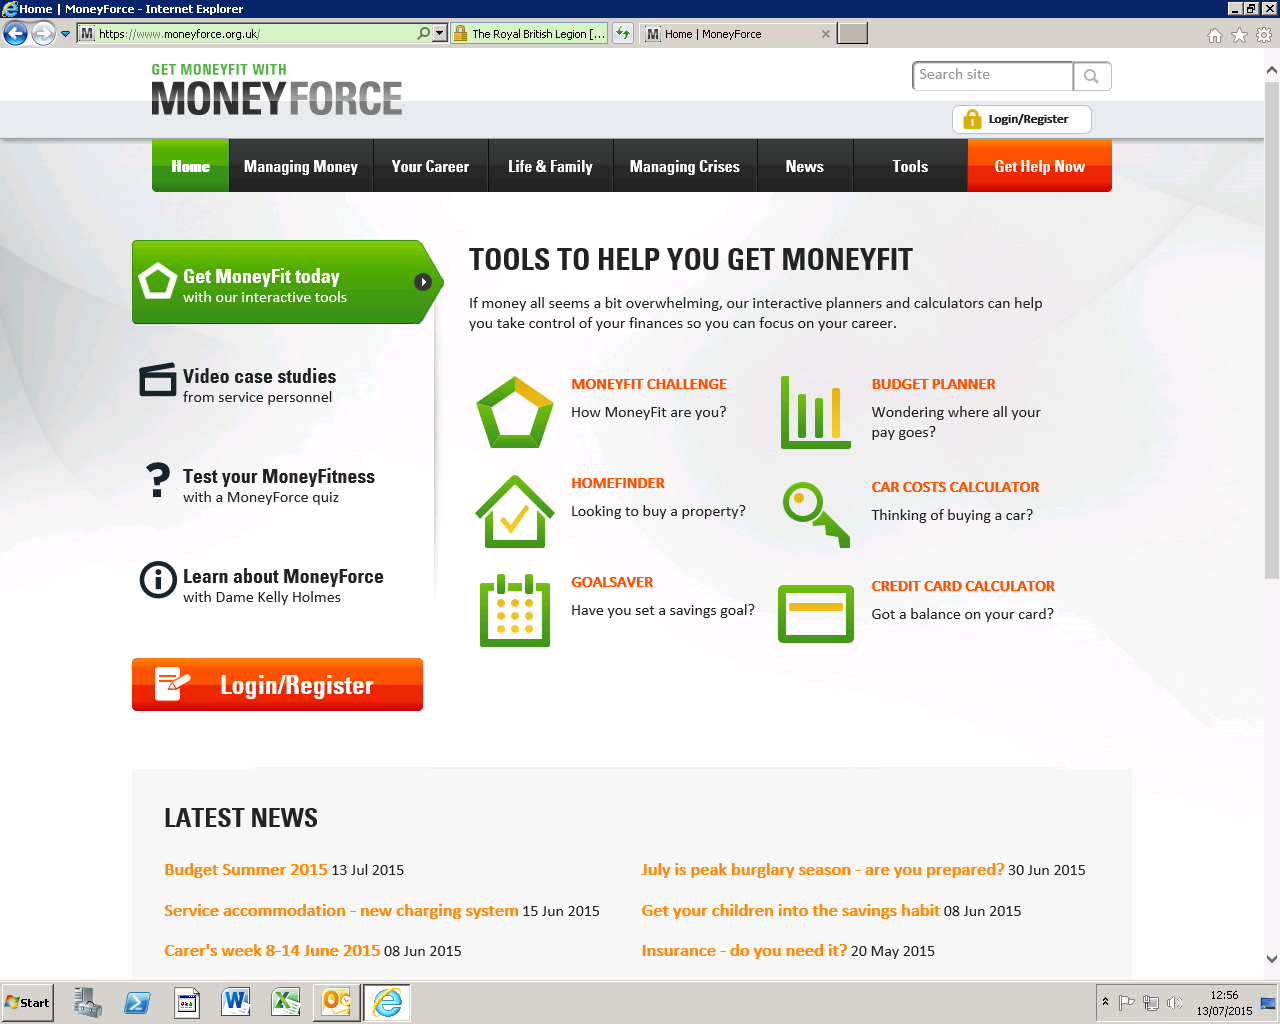 Home | MoneyForce - Internet Explorer
https://www.moneyforce.org.uk/
The Royal British Legion [...
M Home | MoneyForce
GET MONEYFIT WITH
MONEYFORCE
Search site
Login/Register
Home
Managing Money
Your Career
Life & Family
Managing Crises
News
Tools
Get Help Now
Get MoneyFit today
with our interactive tools
Video case studies
from service personnel
Test your MoneyFitness
with a MoneyForce quiz
Learn about MoneyForce
with Dame Kelly Holmes
Login/Register
TOOLS TO HELP YOU GET MONEYFIT
If money all seems a bit overwhelming, our interactive planners and calculators can help
you take control of your finances so you can focus on your career.
MONEYFIT CHALLENGE
How MoneyFit are you?
BUDGET PLANNER
Wondering where all your
pay goes?
HOMEFINDER
Looking to buy a property?
CAR COSTS CALCULATOR
Thinking of buying a car?
GOALSAVER
Have you set a savings goal?
CREDIT CARD CALCULATOR
Got a balance on your card?
LATEST NEWS
Budget Summer 2015 13 Jul 2015
July is peak burglary season - are you prepared? 30 Jun 2015
Service accommodation - new charging system 15 Jun 2015
Get your children into the savings habit 08 Jun 2015
Carer's week 8-14 June 2015 08 Jun 2015
Insurance - do you need it? 20 May 2015
Start
12:56
13/07/2015